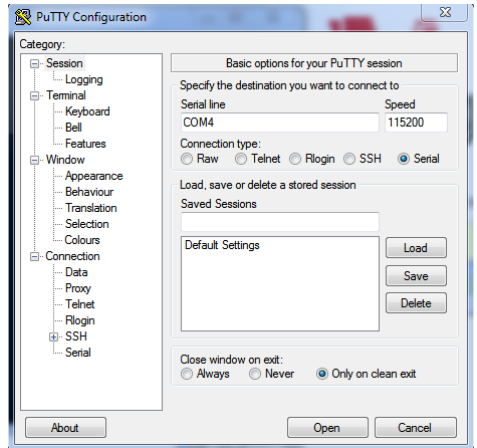 PuTTY Configuration
Category:
Session
Logging
Terminal
Keyboard
Bell
Features
Window
Appearance
Behaviour
Translation
Selection
Colours
Connection
Data
Proxy
Telnet
Rlogin
SSH
Serial
Basic options for your PuTTY session
Specify the destination you want to connect to
Serial line Speed
COM4 115200
Connection type:
Raw Telnet Rlogin SSH Serial
Load, save or delete a stored session
Saved Sessions
Default Settings
Load
Save
Delete
Close window on exit:
Always Never Only on clean exit
About Open Cancel